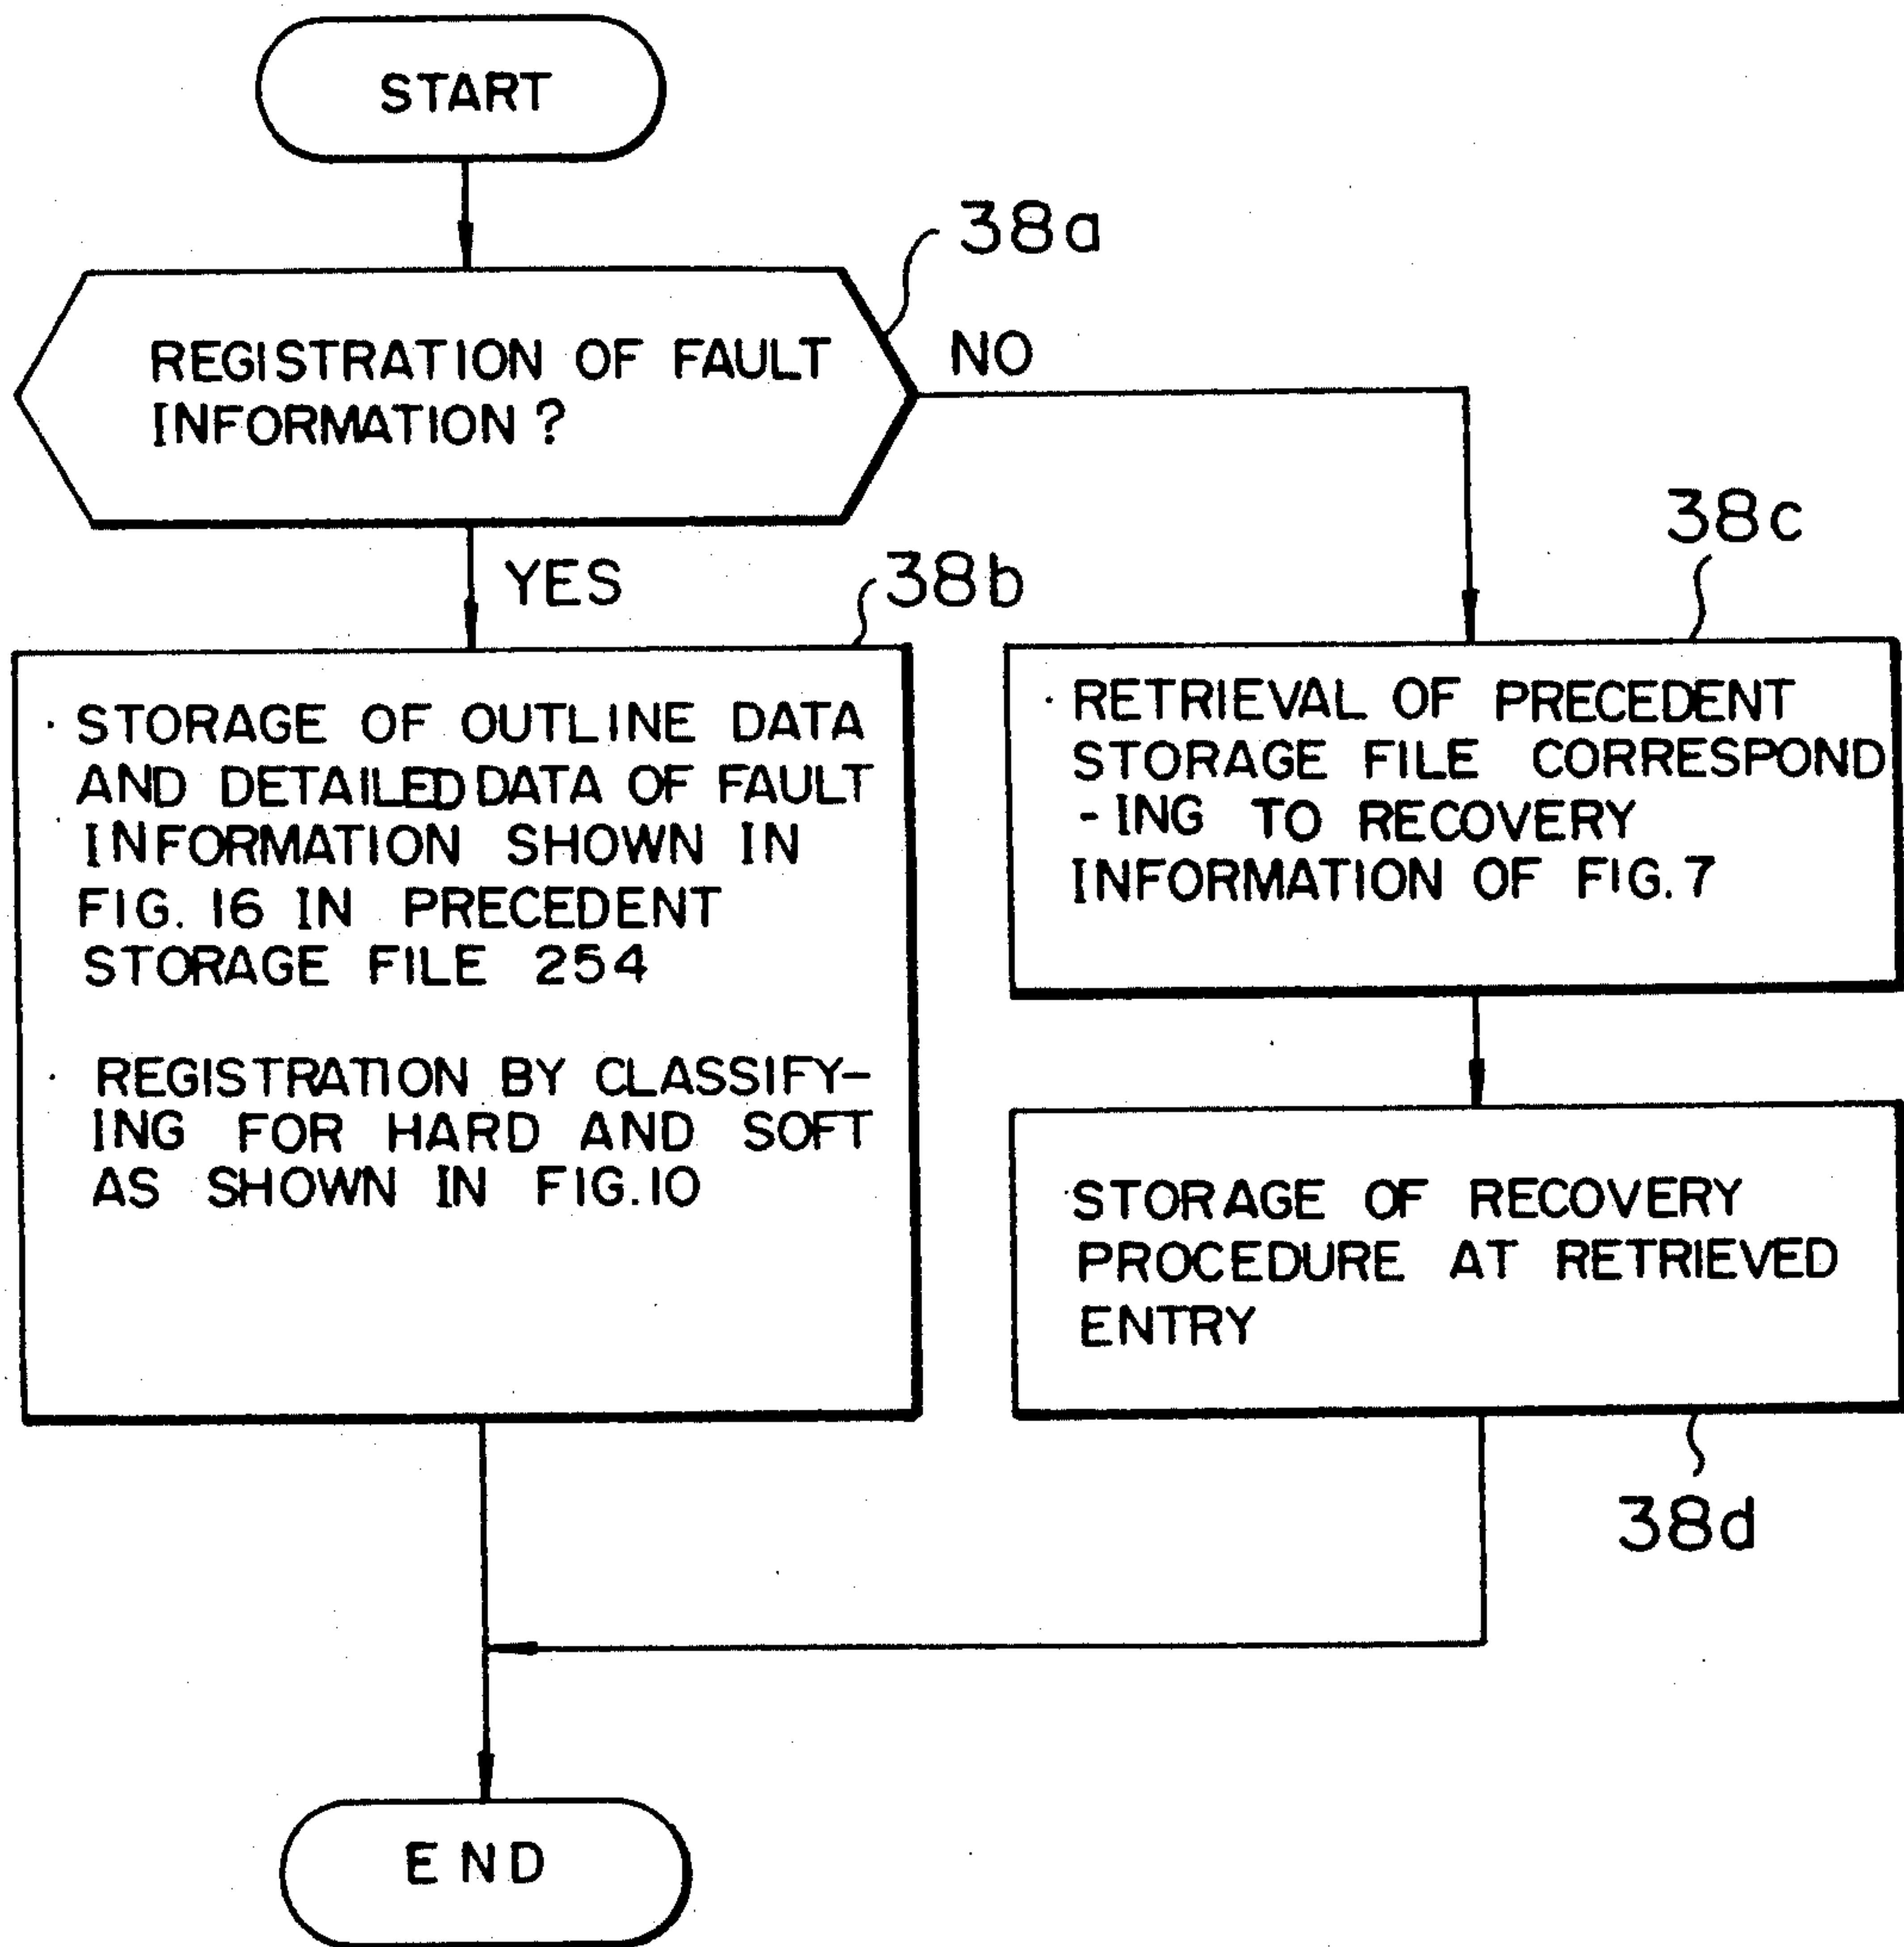 START
38a
REGISTRATION OF FAULT
INFORMATION?
NO
YES
38b
· STORAGE OF OUTLINE DATA
AND DETAILED DATA OF FAULT
INFORMATION SHOWN IN
FIG. 16 IN PRECEDENT
STORAGE FILE 254
· REGISTRATION BY CLASSIFY-
ING FOR HARD AND SOFT
AS SHOWN IN FIG.10
38c
· RETRIEVAL OF PRECEDENT
STORAGE FILE CORRESPOND
-ING TO RECOVERY
INFORMATION OF FIG.7
·STORAGE OF RECOVERY
PROCEDURE AT RETRIEVED
ENTRY
38d
END